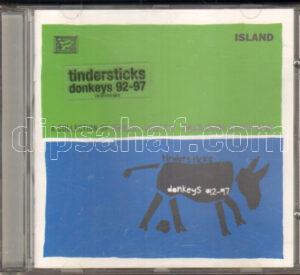 ISLAND
tindersticks
donkeys 92-97
dipsahaf.com
tindersticks
donkeys 92-97